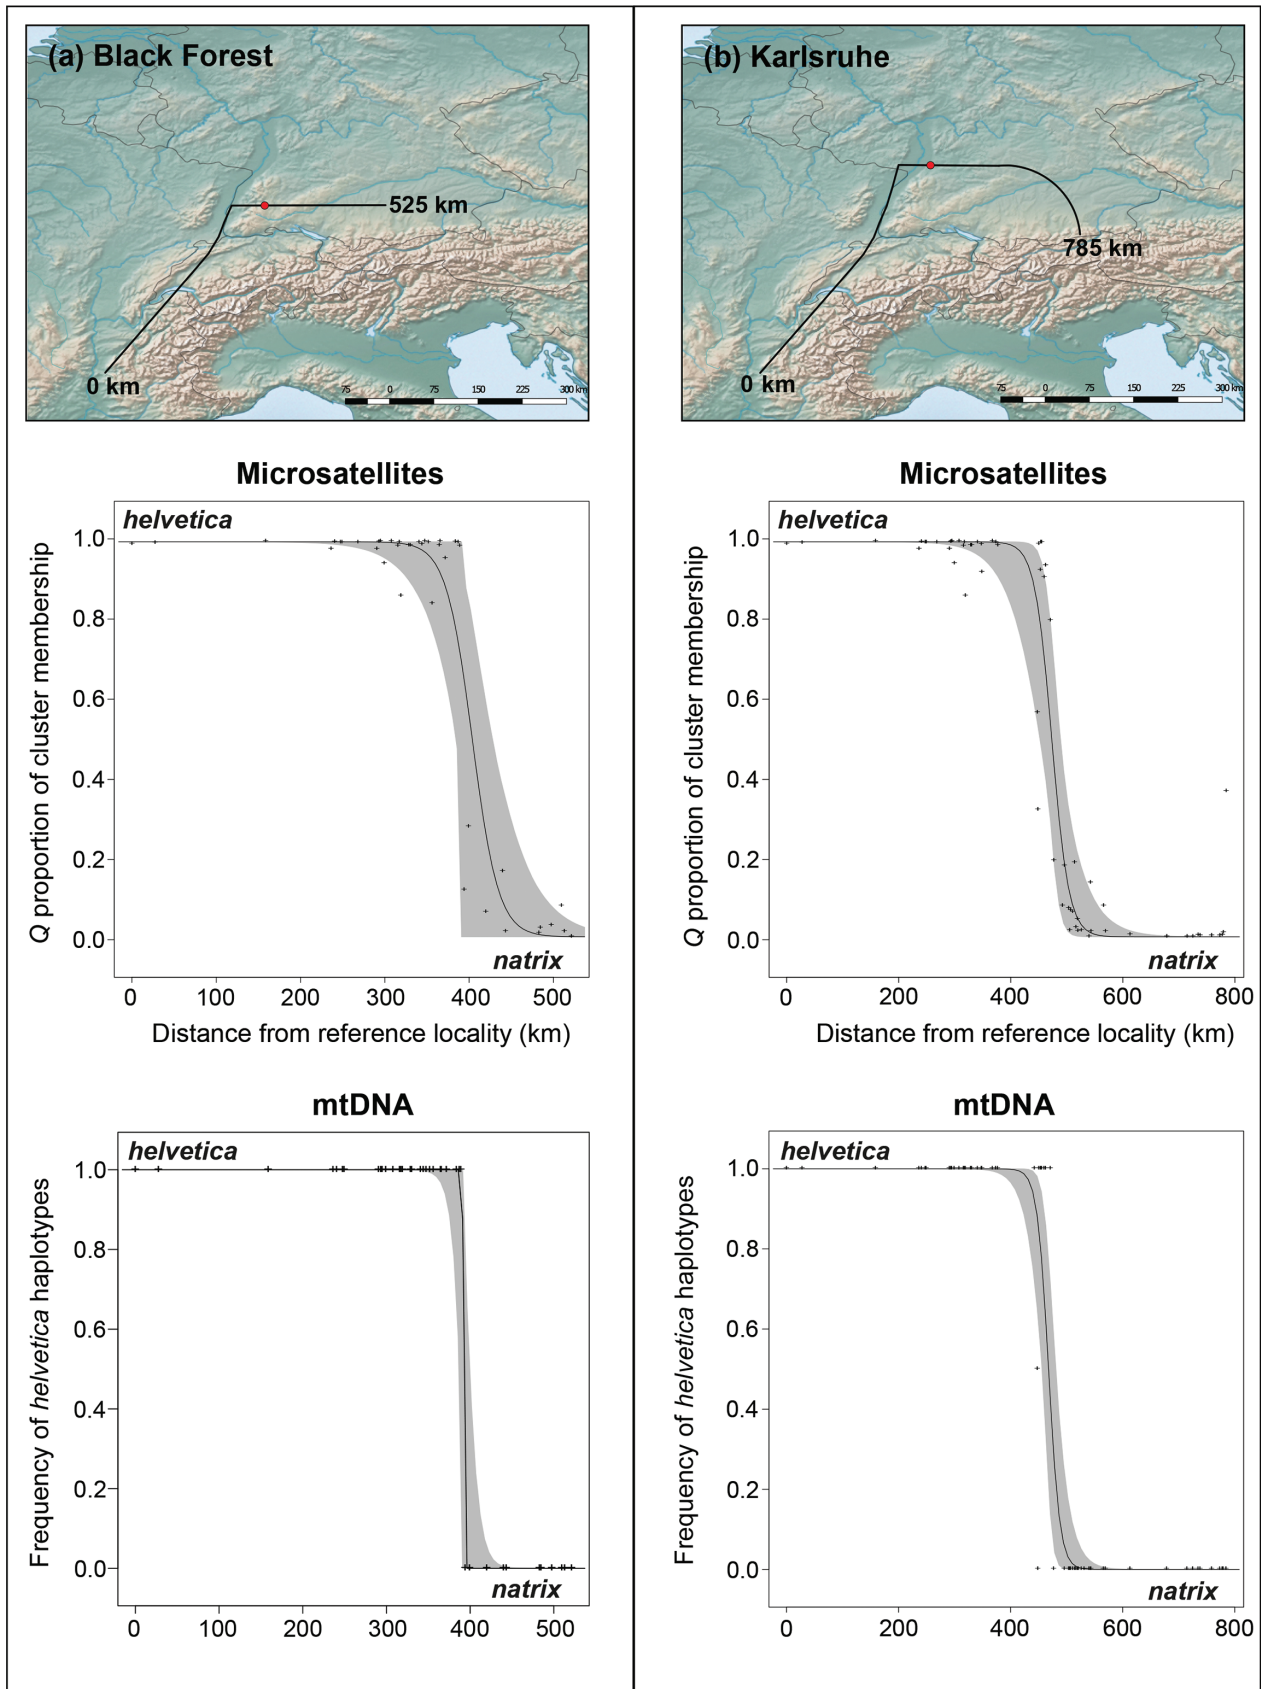 (a) Black Forest
525 km
0 km
75 0 75 150 225 300 km
(b) Karlsruhe
785 km
0 km
75 0 75 150 225 300 km
Microsatellites
helvetica
1.0
0.8
0.6
0.4
0.2
0.0
Q proportion of cluster membership
natrix
0 100 200 300 400 500
Distance from reference locality (km)
Microsatellites
helvetica
1.0
0.8
0.6
0.4
0.2
0.0
Q proportion of cluster membership
natrix
0 200 400 600 800
Distance from reference locality (km)
mtDNA
helvetica
1.0
0.8
0.6
0.4
0.2
0.0
Frequency of helvetica haplotypes
natrix
0 100 200 300 400 500
mtDNA
helvetica
1.0
0.8
0.6
0.4
0.2
0.0
Frequency of helvetica haplotypes
natrix
0 200 400 600 800